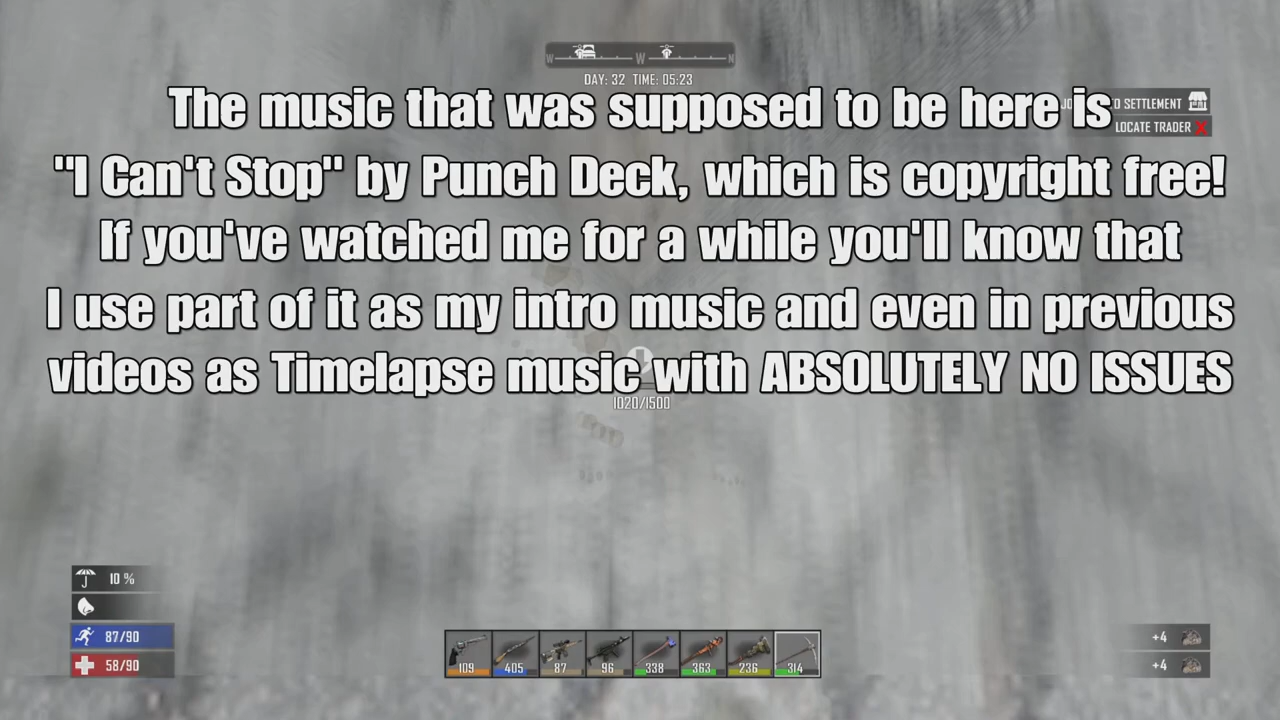 W W N
DAY: 32 TIME: 05:23
The music that was supposed to be here is
O SETTLEMENT
LOCATE TRADER
"I Can't Stop" by Punch Deck, which is copyright free!
If you've watched me for a while you'll know that
I use part of it as my intro music and even in previous
videos as Timelapse music with ABSOLUTELY NO ISSUES
1020/1500
10 %
87/90
58/90
109 405 87 96 338 363 236 314
+4
+4